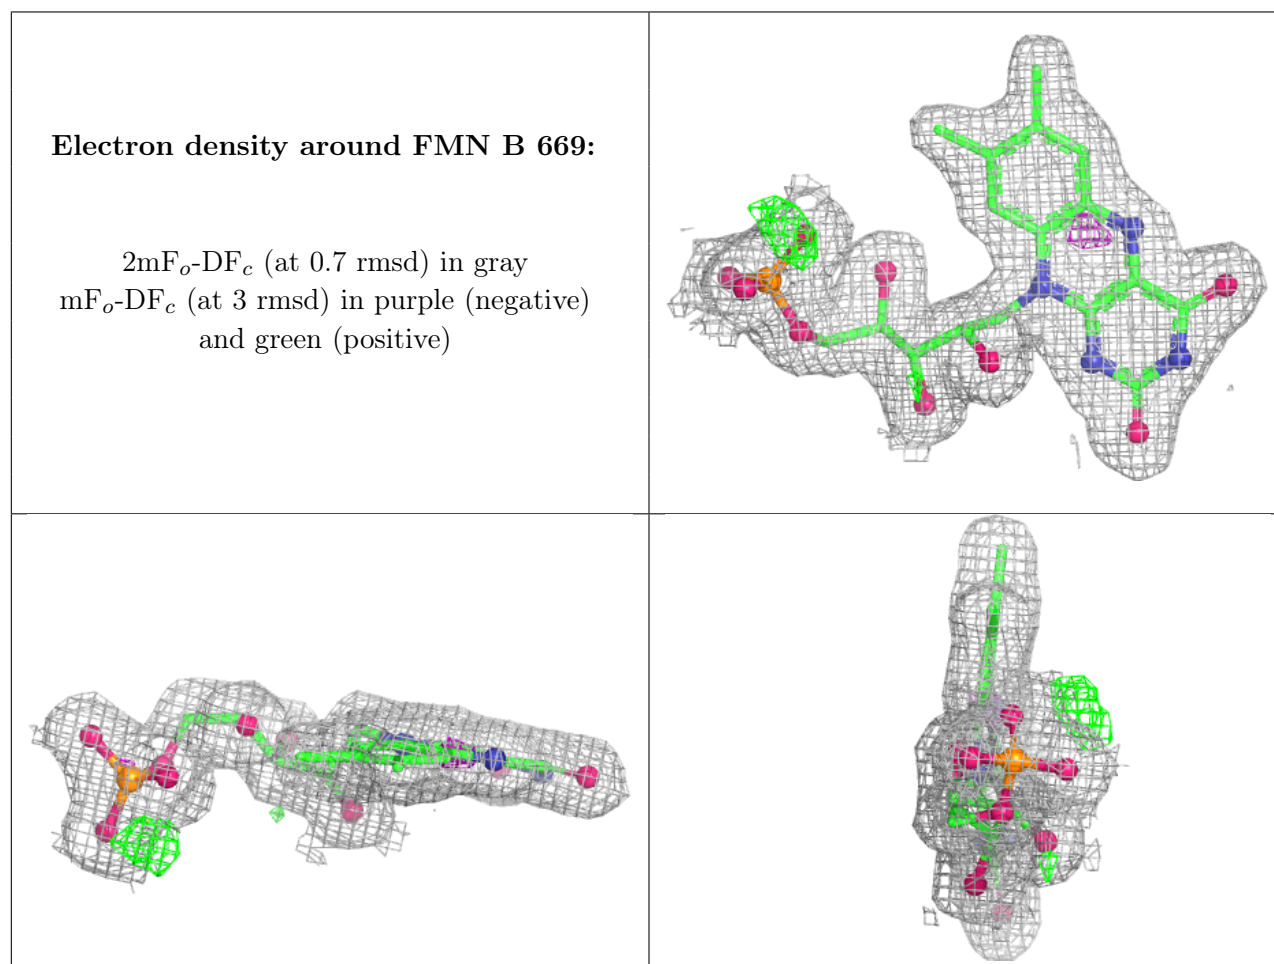 Electron density around FMN B 669:
2mFo-DFc (at 0.7 rmsd) in gray
mFo-DFc (at 3 rmsd) in purple (negative)
and green (positive)